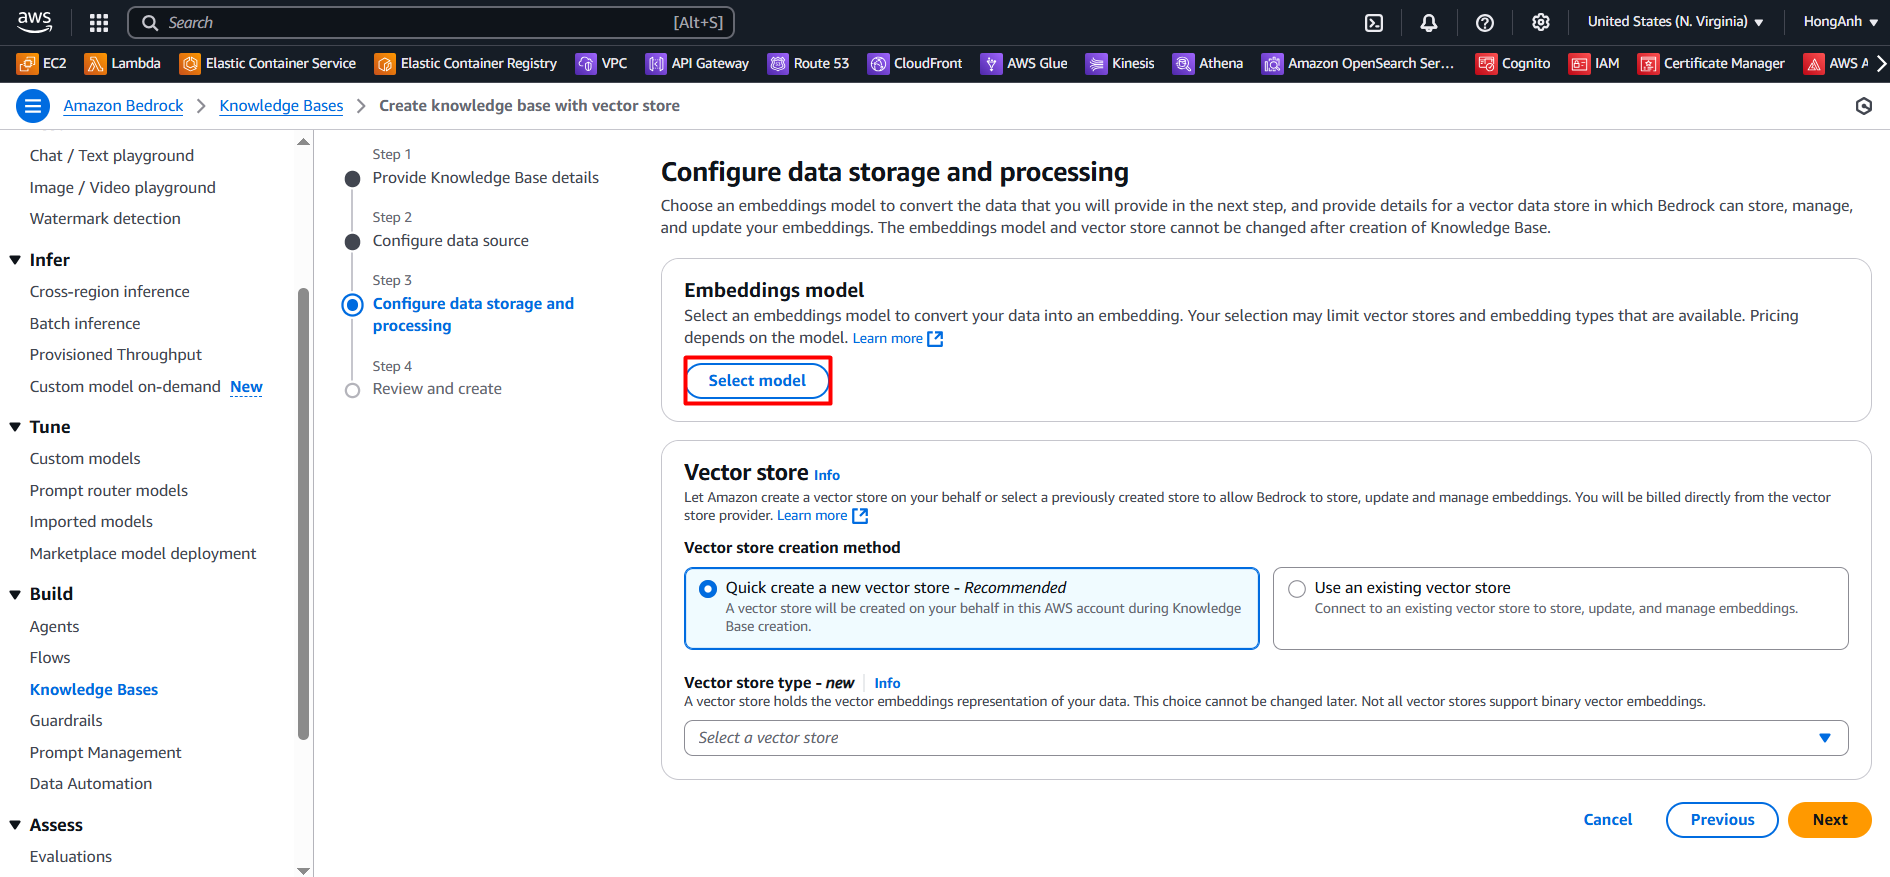 aws
Search
[Alt+S]
United States (N. Virginia)
HongAnh
EC2
Lambda
Elastic Container Service
Elastic Container Registry
VPC
API Gateway
Route 53
CloudFront
AWS Glue
Kinesis
Athena
Amazon OpenSearch Ser...
Cognito
IAM
Certificate Manager
AWS A
Amazon Bedrock
Knowledge Bases
Create knowledge base with vector store
Chat / Text playground
Image / Video playground
Watermark detection
Infer
Cross-region inference
Batch inference
Provisioned Throughput
Custom model on-demand New
Tune
Custom models
Prompt router models
Imported models
Marketplace model deployment
Build
Agents
Flows
Knowledge Bases
Guardrails
Prompt Management
Data Automation
Assess
Evaluations
Step 1
Provide Knowledge Base details
Step 2
Configure data source
Step 3
Configure data storage and
processing
Step 4
Review and create
Configure data storage and processing
Choose an embeddings model to convert the data that you will provide in the next step, and provide details for a vector data store in which Bedrock can store, manage,
and update your embeddings. The embeddings model and vector store cannot be changed after creation of Knowledge Base.
Embeddings model
Select an embeddings model to convert your data into an embedding. Your selection may limit vector stores and embedding types that are available. Pricing
depends on the model. Learn more
Select model
Vector store Info
Let Amazon create a vector store on your behalf or select a previously created store to allow Bedrock to store, update and manage embeddings. You will be billed directly from the vector
store provider. Learn more
Vector store creation method
Quick create a new vector store - Recommended
A vector store will be created on your behalf in this AWS account during Knowledge
Base creation.
Use an existing vector store
Connect to an existing vector store to store, update, and manage embeddings.
Vector store type - new
Info
A vector store holds the vector embeddings representation of your data. This choice cannot be changed later. Not all vector stores support binary vector embeddings.
Select a vector store
Cancel
Previous
Next